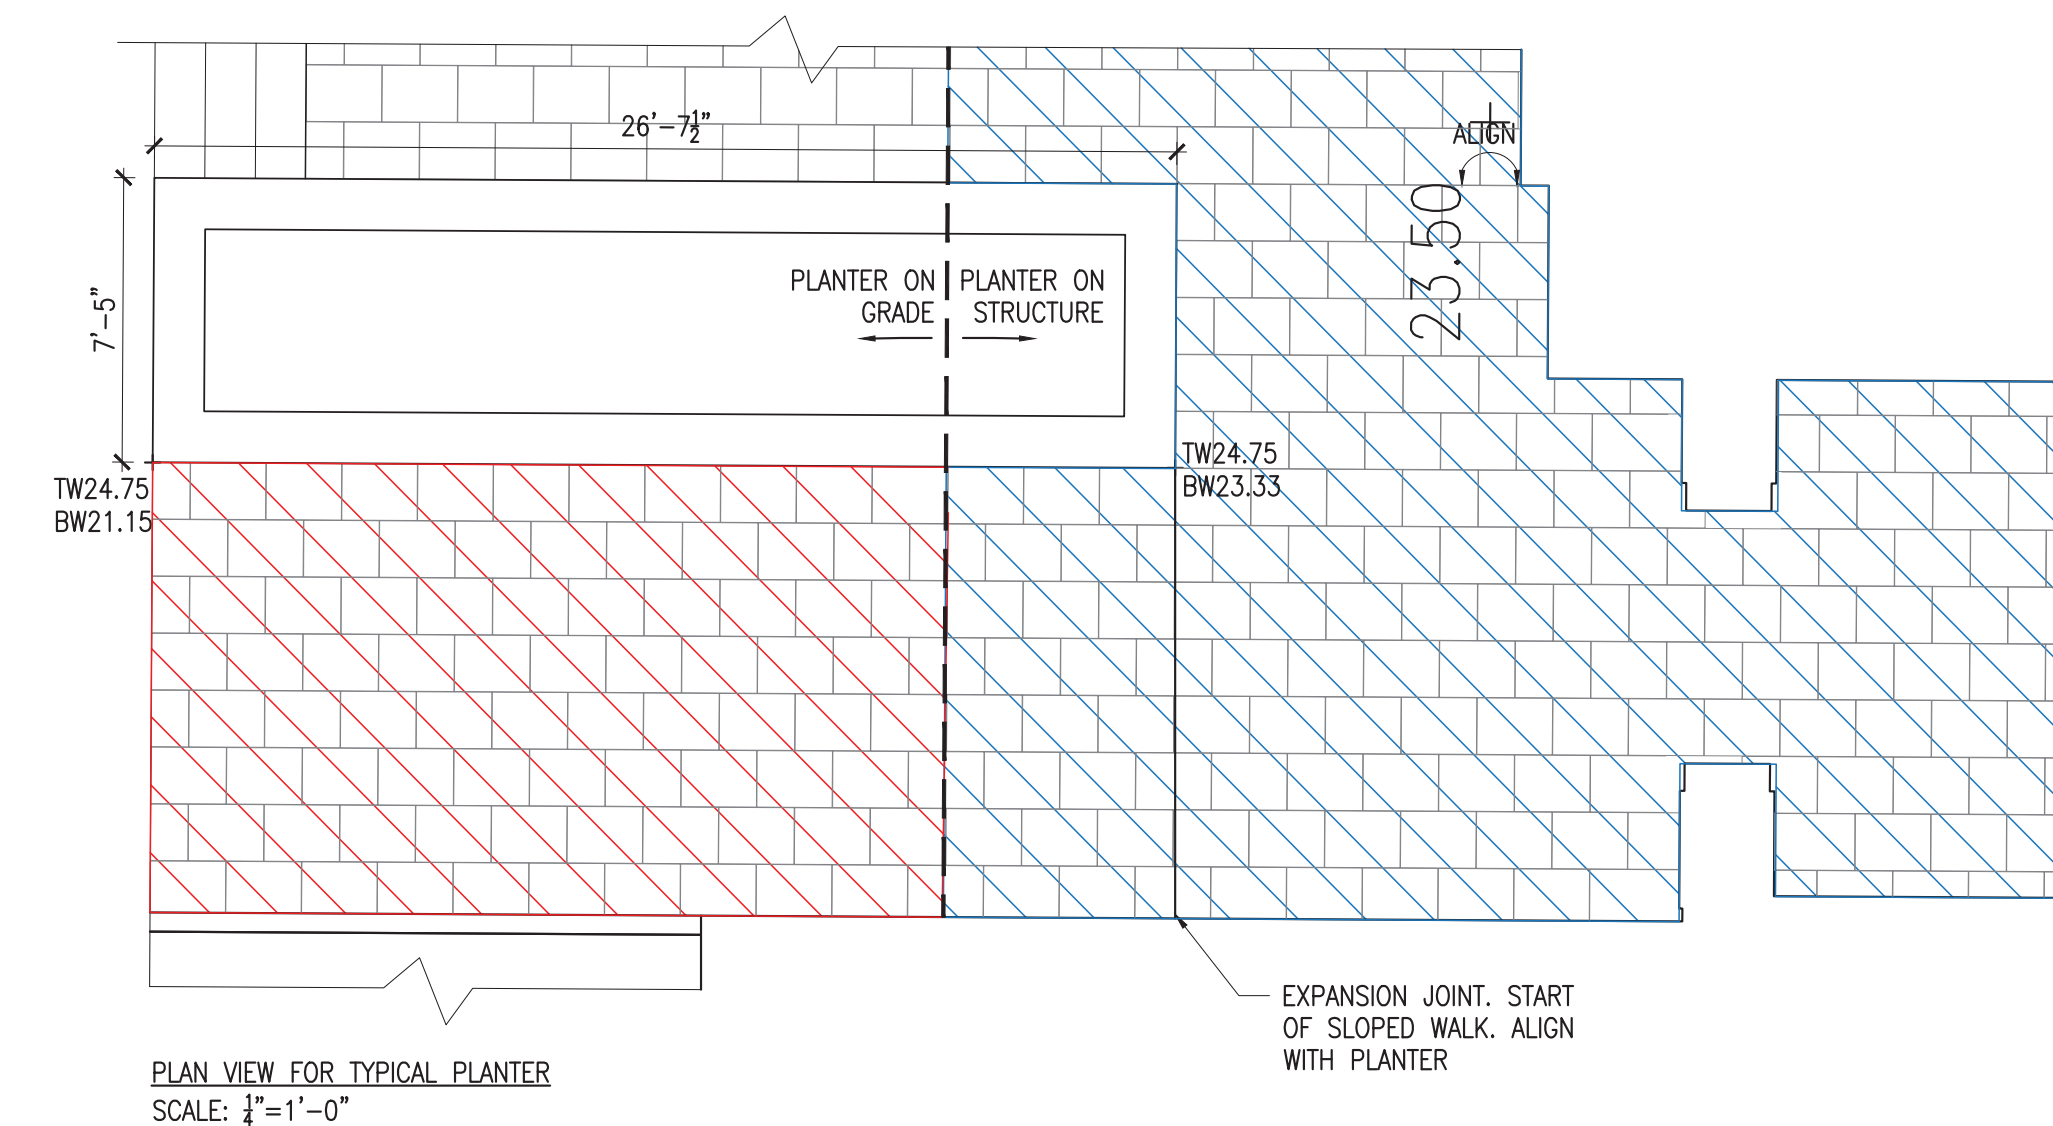 26'-7½"
ALIGN
23.50
7'-5"
PLANTER ON
GRADE
PLANTER ON
STRUCTURE
TW24.75
BW23.33
TW24.75
BW21.15
EXPANSION JOINT. START
OF SLOPED WALK. ALIGN
WITH PLANTER
PLAN VIEW FOR TYPICAL PLANTER
SCALE: ¼"=1'-0"